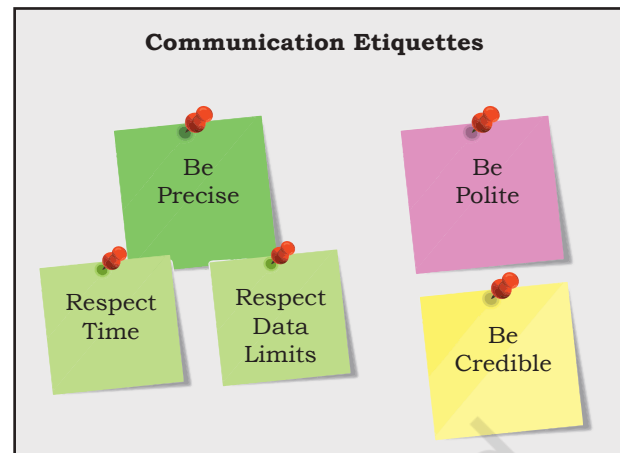 Communication Etiquettes
Be
Precise
Be
Polite
Respect
Time
Respect
Data
Limits
Be
Credible